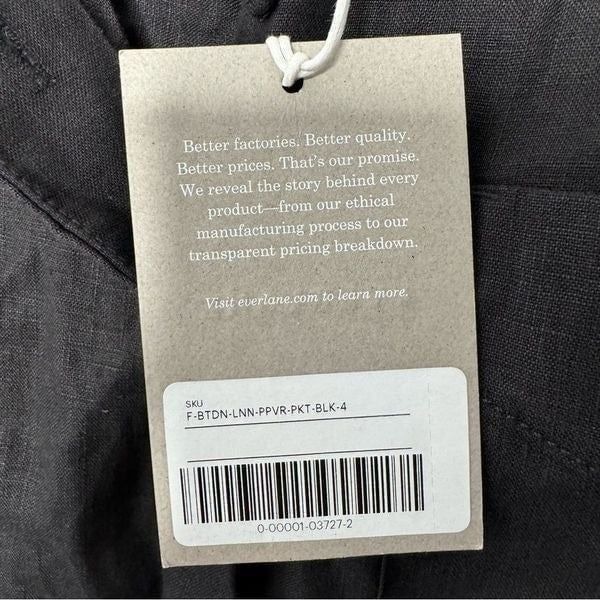 Better factories. Better quality.
Better prices. That's our promise.
We reveal the story behind every
product—from our ethical
manufacturing process to our
transparent pricing breakdown.
Visit everlane.com to learn more.
SKU
F-BTDN-LNN-PPVR-PKT-BLK-4
0-00001-03727-2